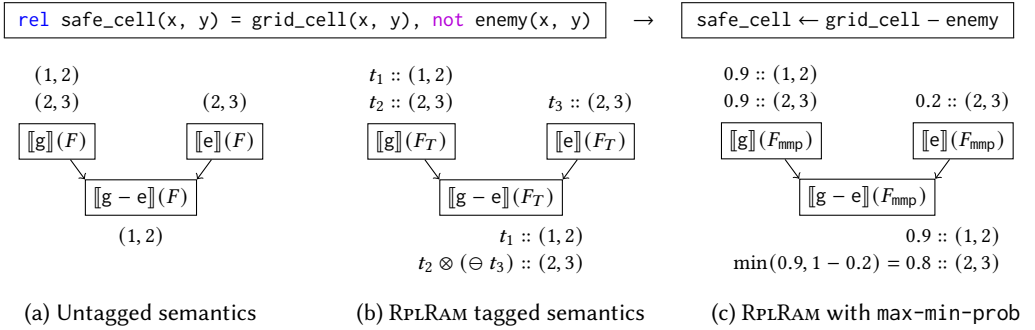 rel safe_cell(x, y) = grid_cell(x, y), not enemy(x, y) → safe_cell ← grid_cell − enemy
(1, 2)
(2, 3) (2, 3)
⟦g⟧(F) ⟦e⟧(F)
⟦g − e⟧(F)
(1, 2)
(a) Untagged semantics
t₁ :: (1, 2)
t₂ :: (2, 3) t₃ :: (2, 3)
⟦g⟧(F_T) ⟦e⟧(F_T)
⟦g − e⟧(F_T)
t₁ :: (1, 2)
t₂ ⊗ (⊖ t₃) :: (2, 3)
(b) RPLRAM tagged semantics
0.9 :: (1, 2)
0.9 :: (2, 3) 0.2 :: (2, 3)
⟦g⟧(F_mmp) ⟦e⟧(F_mmp)
⟦g − e⟧(F_mmp)
0.9 :: (1, 2)
min(0.9, 1 − 0.2) = 0.8 :: (2, 3)
(c) RPLRAM with max-min-prob